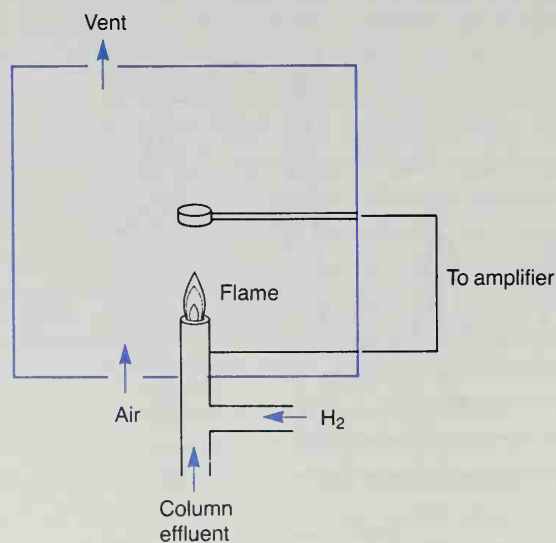 Vent
To amplifier
Flame
Air
H₂
Column
effluent